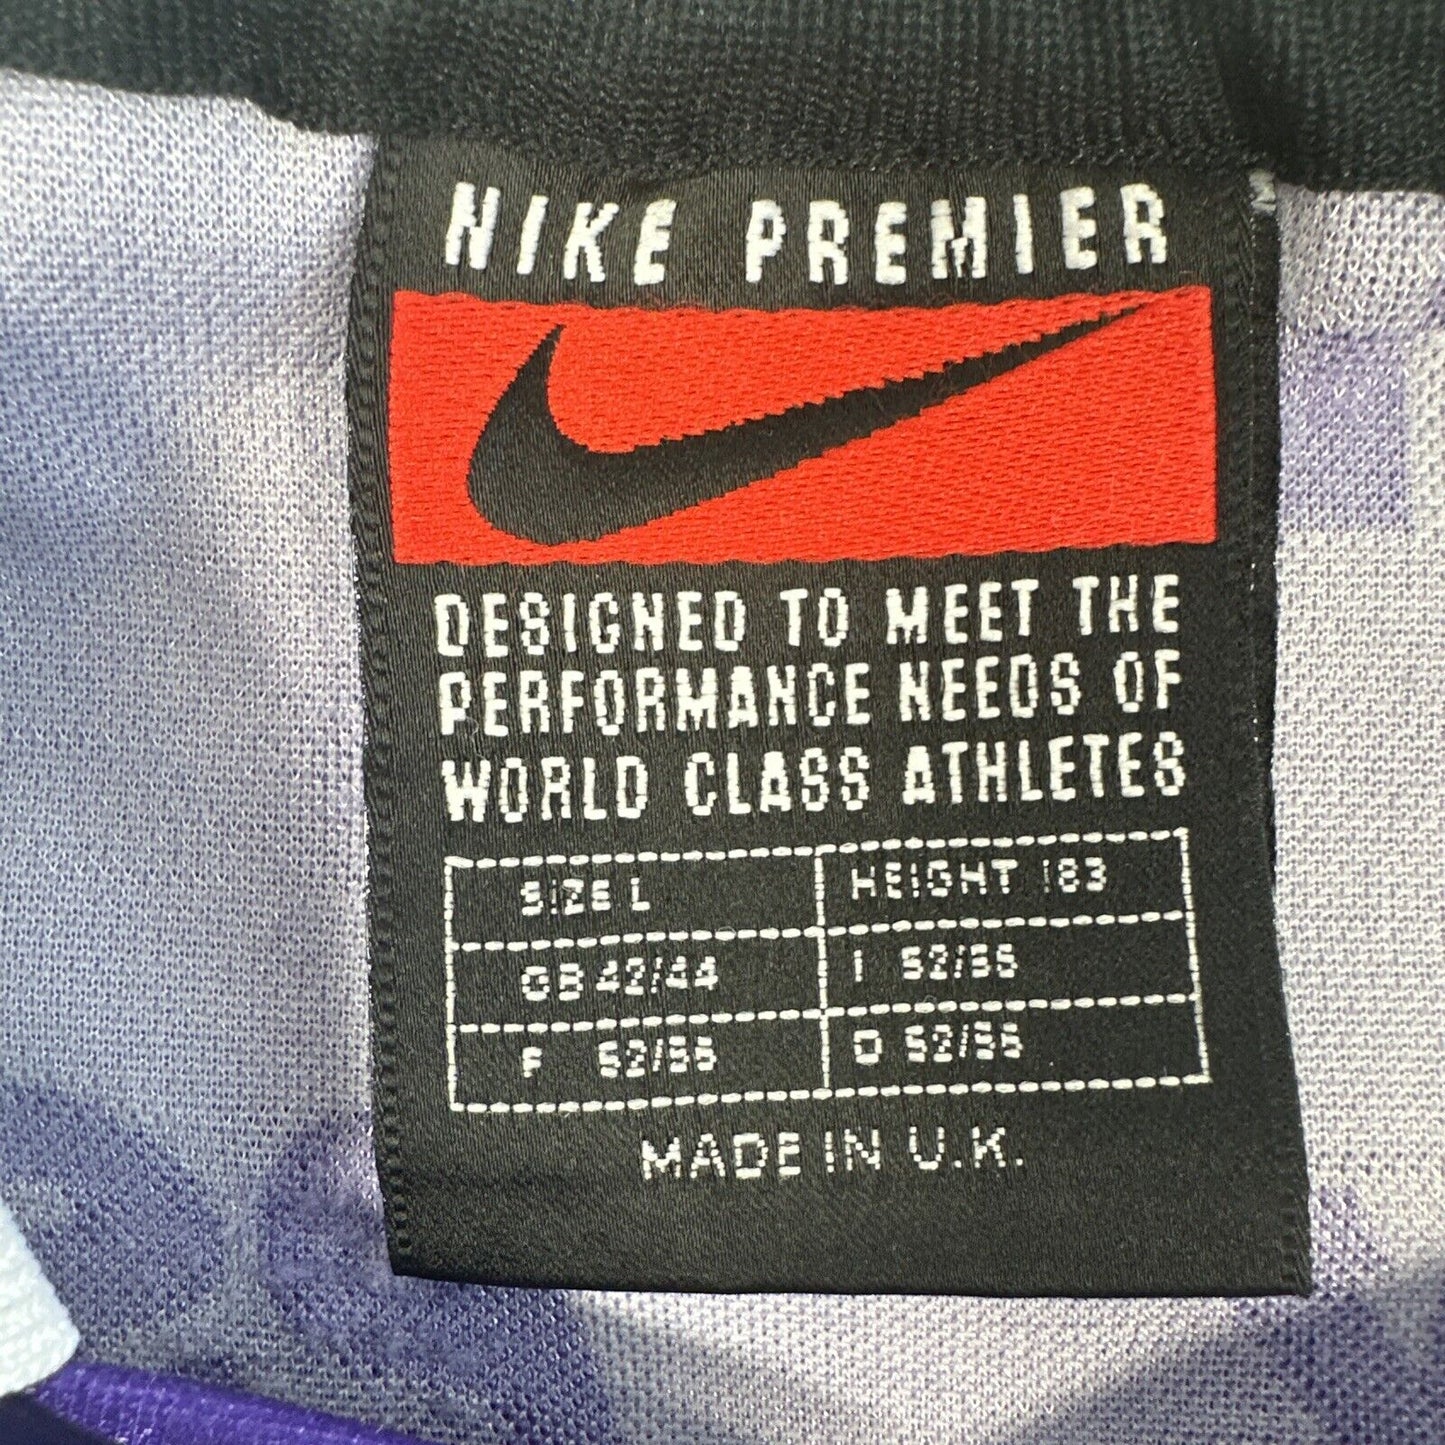 NIKE PREMIER
DESIGNED TO MEET THE
PERFORMANCE NEEDS OF
WORLD CLASS ATHLETES
SIZE L HEIGHT 183
GB 42/44 I 52/56
F 52/56 D 52/56
MADE IN U.K.